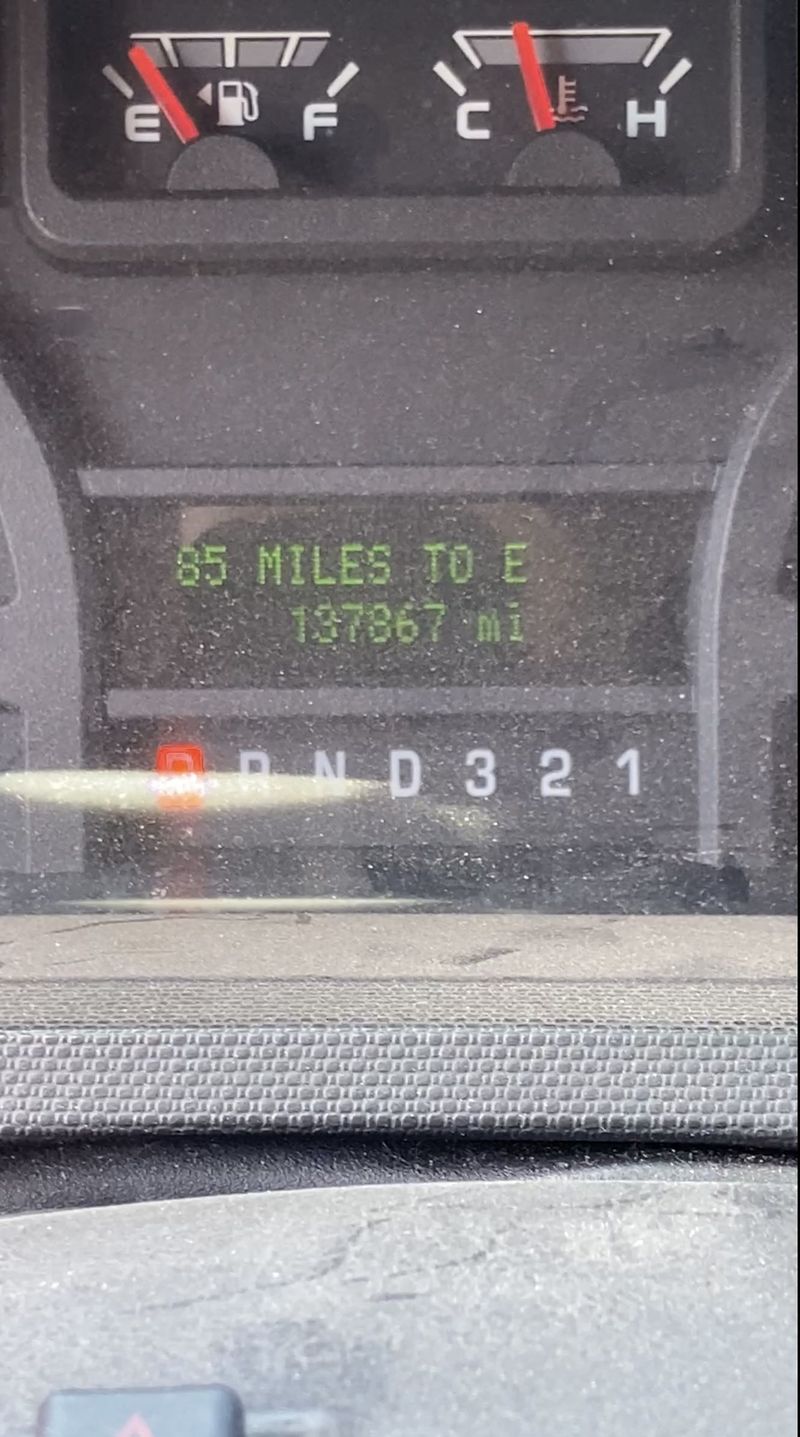 E F C H
85 MILES TO E
137867 mi
P R N D 3 2 1